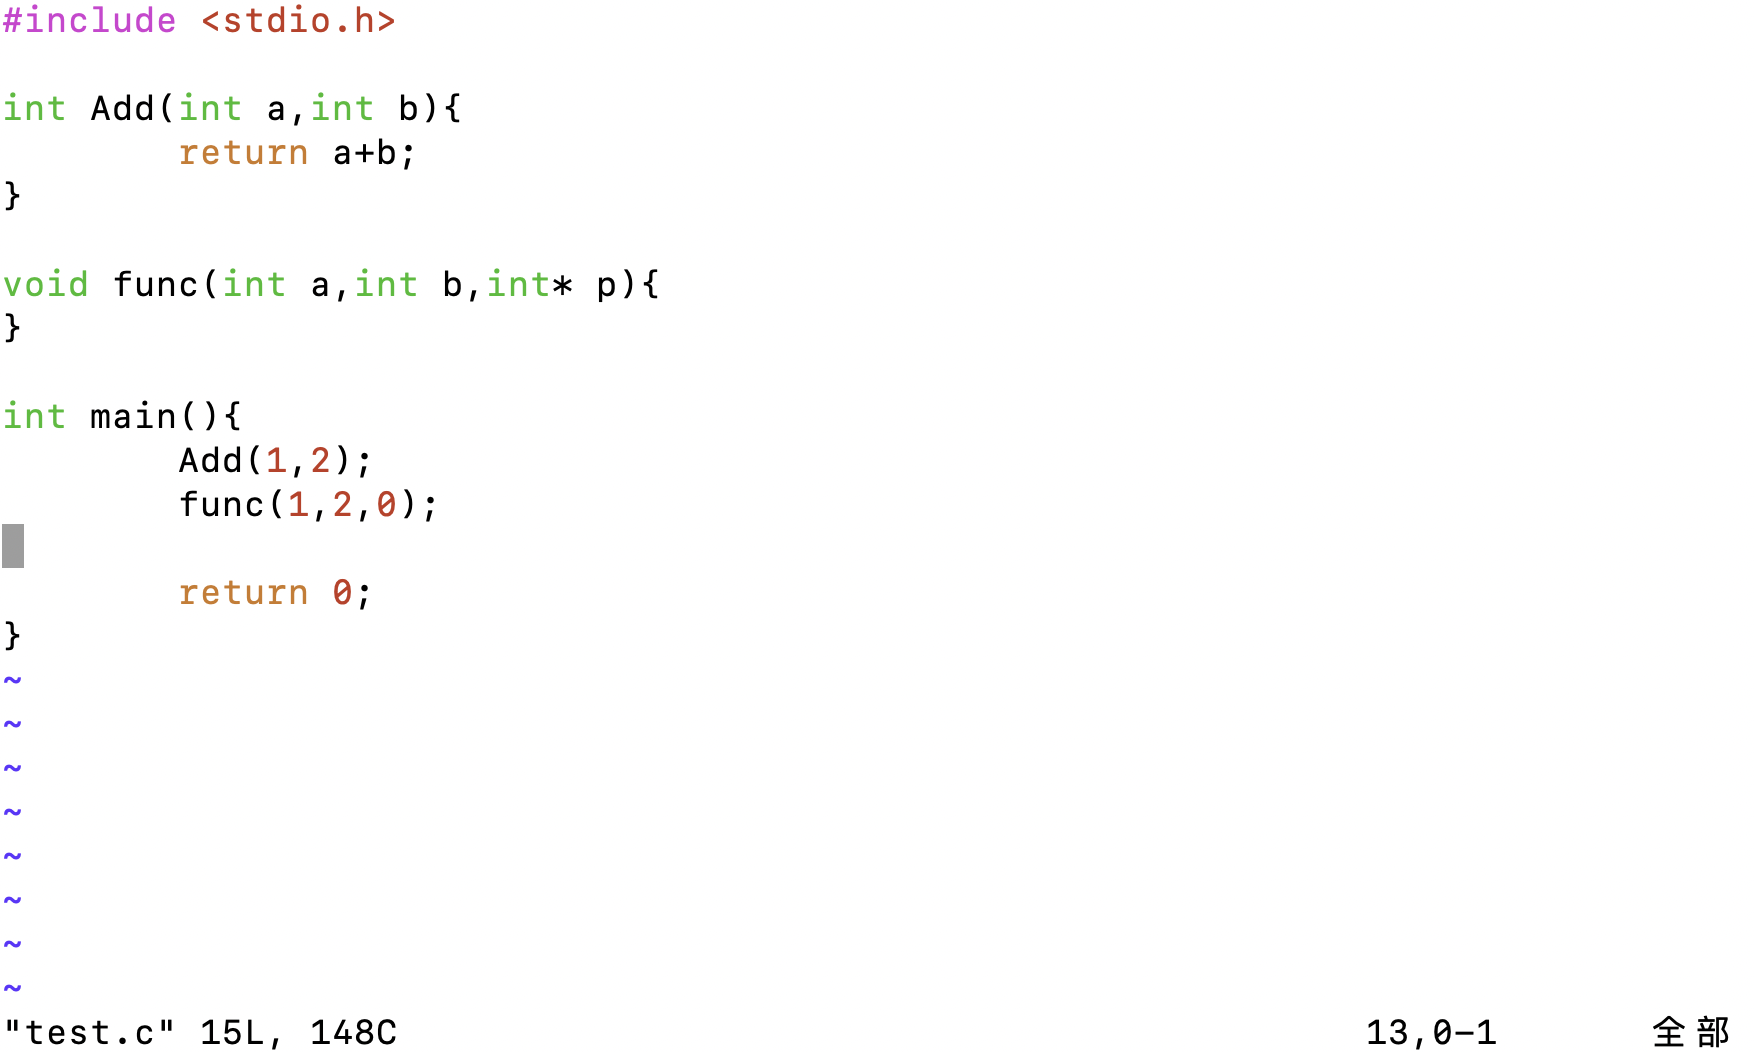 #include <stdio.h>
int Add(int a,int b){
        return a+b;
}
void func(int a,int b,int* p){
}
int main(){
        Add(1,2);
        func(1,2,0);
        return 0;
}
~
~
~
~
~
~
~
~
"test.c" 15L, 148C 13,0-1 全部